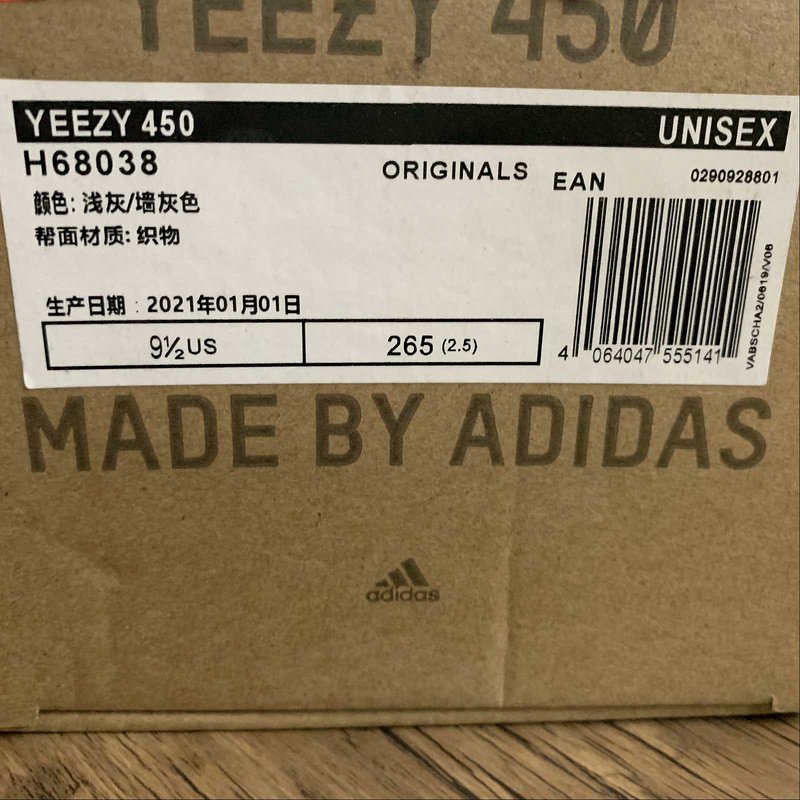 YEEZY 450
YEEZY 450 UNISEX
H68038 ORIGINALS EAN 0290928801
颜色: 浅灰/墙灰色
帮面材质: 织物
生产日期 : 2021年01月01日
9½US 265 (2.5)
4 064047 555141
VABSCHA2/0619/V06
MADE BY ADIDAS
adidas